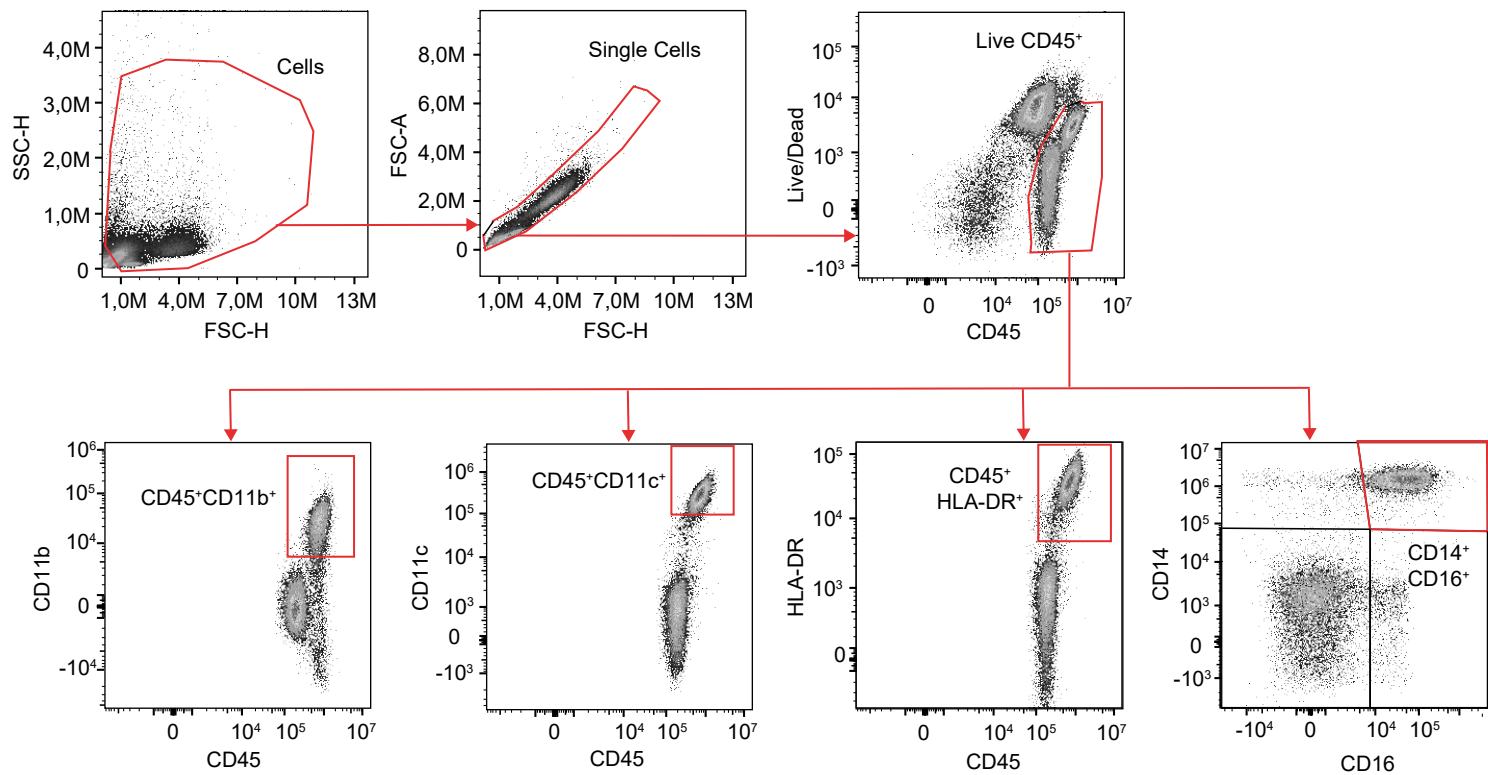 SSC-H
4,0M
3,0M
2,0M
1,0M
0
Cells
1,0M 4,0M 7,0M 10M 13M
FSC-H
FSC-A
8,0M
6,0M
4,0M
2,0M
0
Single Cells
1,0M 4,0M 7,0M 10M 13M
FSC-H
Live/Dead
10⁵
10⁴
10³
0
-10³
Live CD45⁺
0 10⁴ 10⁵ 10⁷
CD45
CD11b
10⁶
10⁵
10⁴
0
-10⁴
CD45⁺CD11b⁺
0 10⁴ 10⁵ 10⁷
CD45
CD11c
10⁶
10⁵
10⁴
10³
0
-10³
CD45⁺CD11c⁺
0 10⁴ 10⁵ 10⁷
CD45
HLA-DR
10⁵
10⁴
10³
0
CD45⁺
HLA-DR⁺
0 10⁴ 10⁵ 10⁷
CD45
CD14
10⁷
10⁶
10⁵
10⁴
10³
0
-10³
CD14⁺
CD16⁺
-10⁴ 0 10⁴ 10⁵ 10⁷
CD16